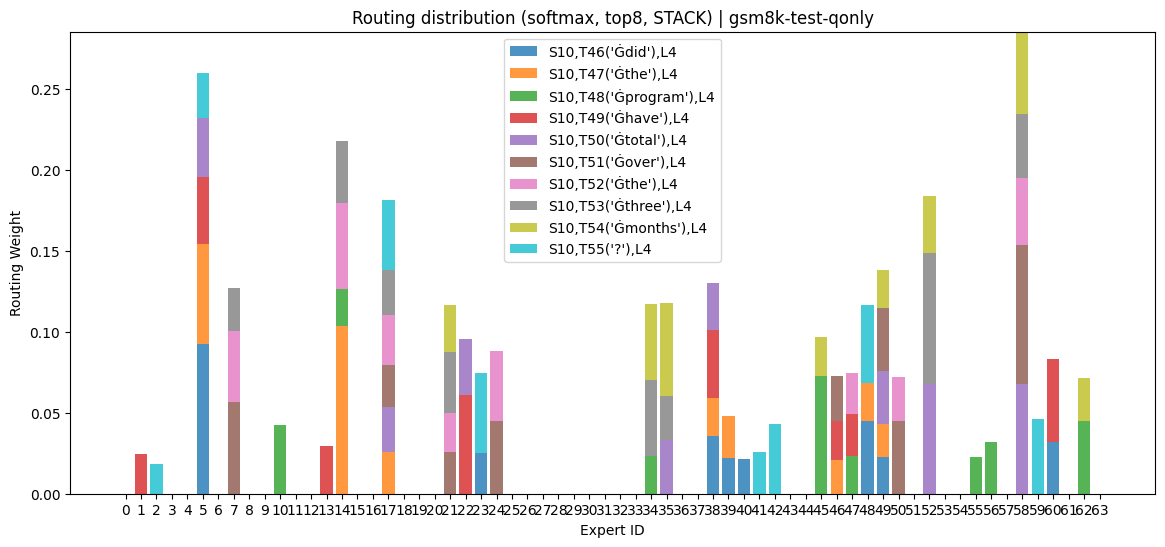 Routing distribution (softmax, top8, STACK) | gsm8k-test-qonly
S10,T46('Ġdid'),L4
S10,T47('Ġthe'),L4
S10,T48('Ġprogram'),L4
S10,T49('Ġhave'),L4
S10,T50('Ġtotal'),L4
S10,T51('Ġover'),L4
S10,T52('Ġthe'),L4
S10,T53('Ġthree'),L4
S10,T54('Ġmonths'),L4
S10,T55('?'),L4
Routing Weight
0.25
0.20
0.15
0.10
0.05
0.00
0 1 2 3 4 5 6 7 8 9 10 11 12 13 14 15 16 17 18 19 20 21 22 23 24 25 26 27 28 29 30 31 32 33 34 35 36 37 38 39 40 41 42 43 44 45 46 47 48 49 50 51 52 53 54 55 56 57 58 59 60 61 62 63
Expert ID